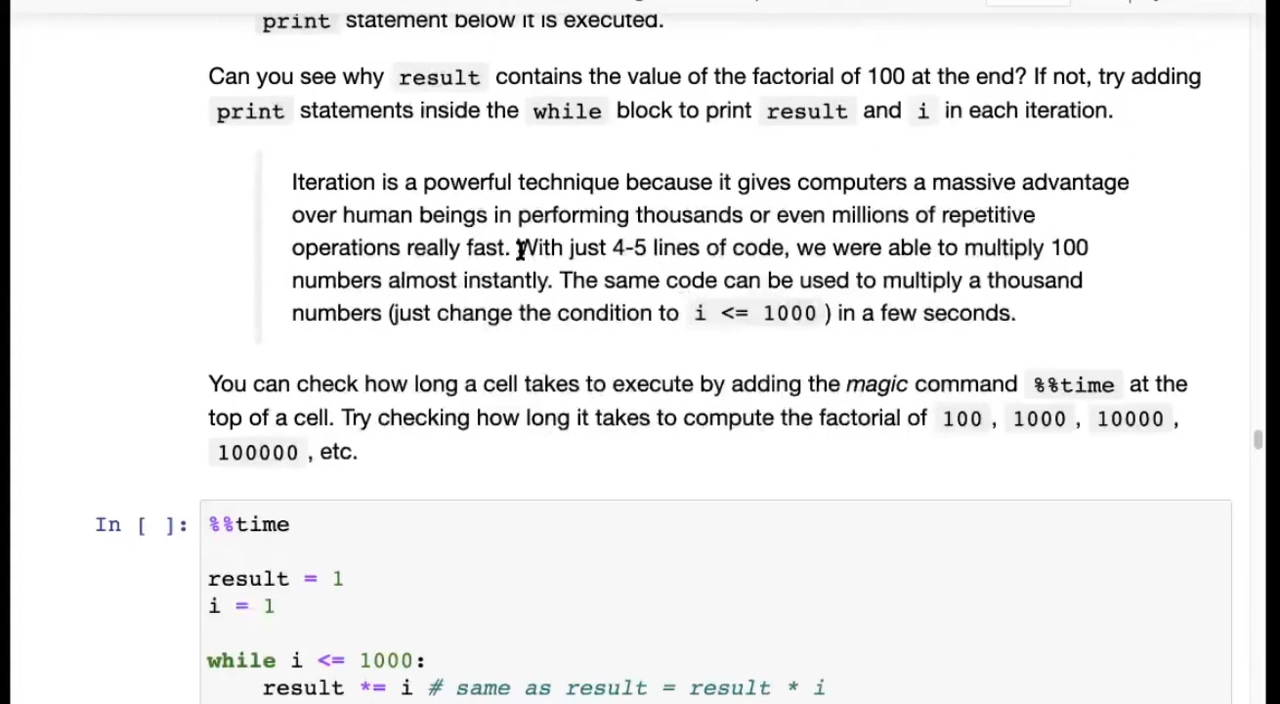 print statement below it is executed.
Can you see why result contains the value of the factorial of 100 at the end? If not, try adding
print statements inside the while block to print result and i in each iteration.
Iteration is a powerful technique because it gives computers a massive advantage
over human beings in performing thousands or even millions of repetitive
operations really fast. With just 4-5 lines of code, we were able to multiply 100
numbers almost instantly. The same code can be used to multiply a thousand
numbers (just change the condition to i <= 1000 ) in a few seconds.
You can check how long a cell takes to execute by adding the magic command %%time at the
top of a cell. Try checking how long it takes to compute the factorial of 100 , 1000 , 10000 ,
100000 , etc.
In [ ]: %%time
result = 1
i = 1
while i <= 1000:
result *= i # same as result = result * i